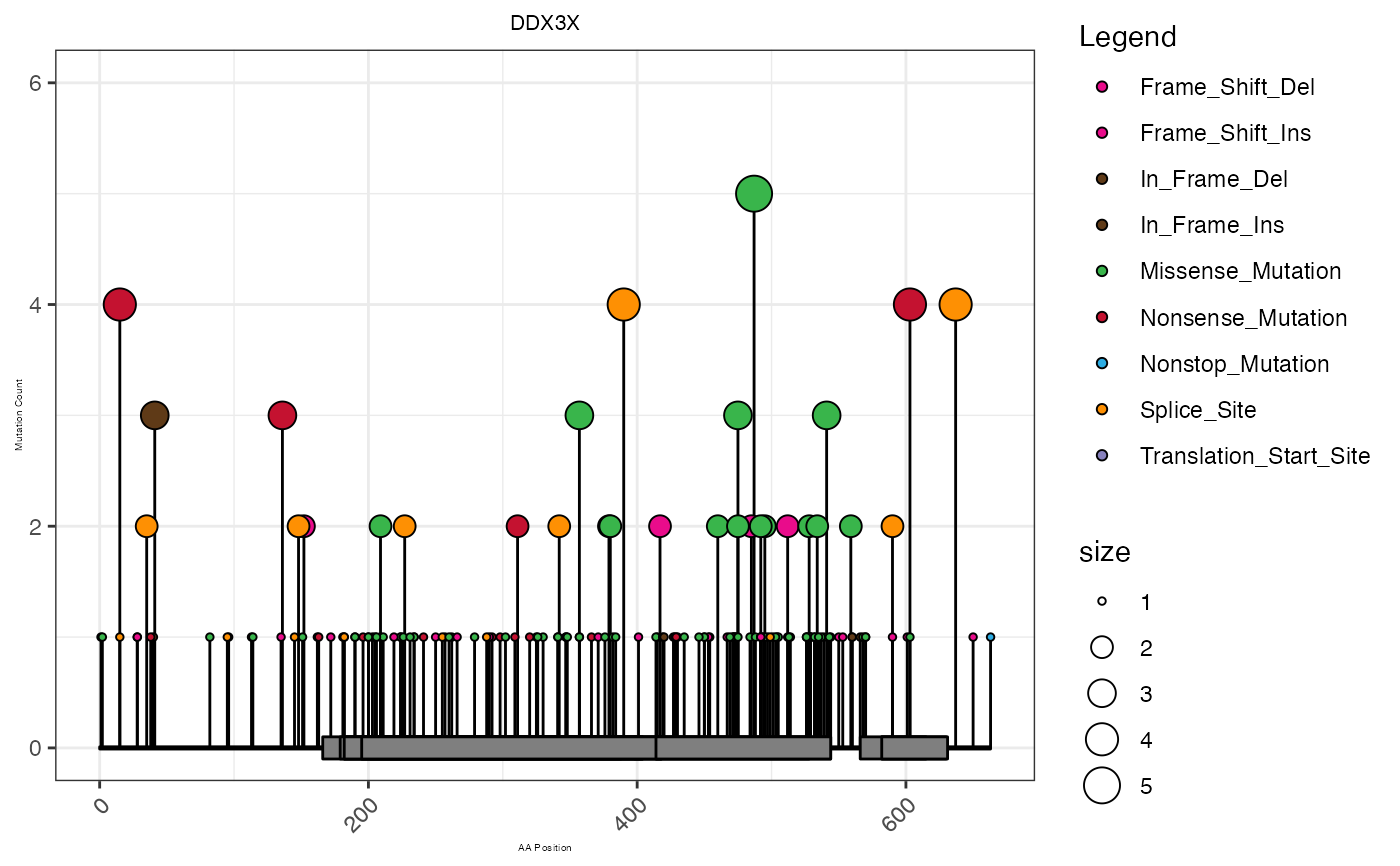 DDX3X
6
4
2
0
Mutation Count
0
200
400
600
AA Position
Legend
Frame_Shift_Del
Frame_Shift_Ins
In_Frame_Del
In_Frame_Ins
Missense_Mutation
Nonsense_Mutation
Nonstop_Mutation
Splice_Site
Translation_Start_Site
size
1
2
3
4
5